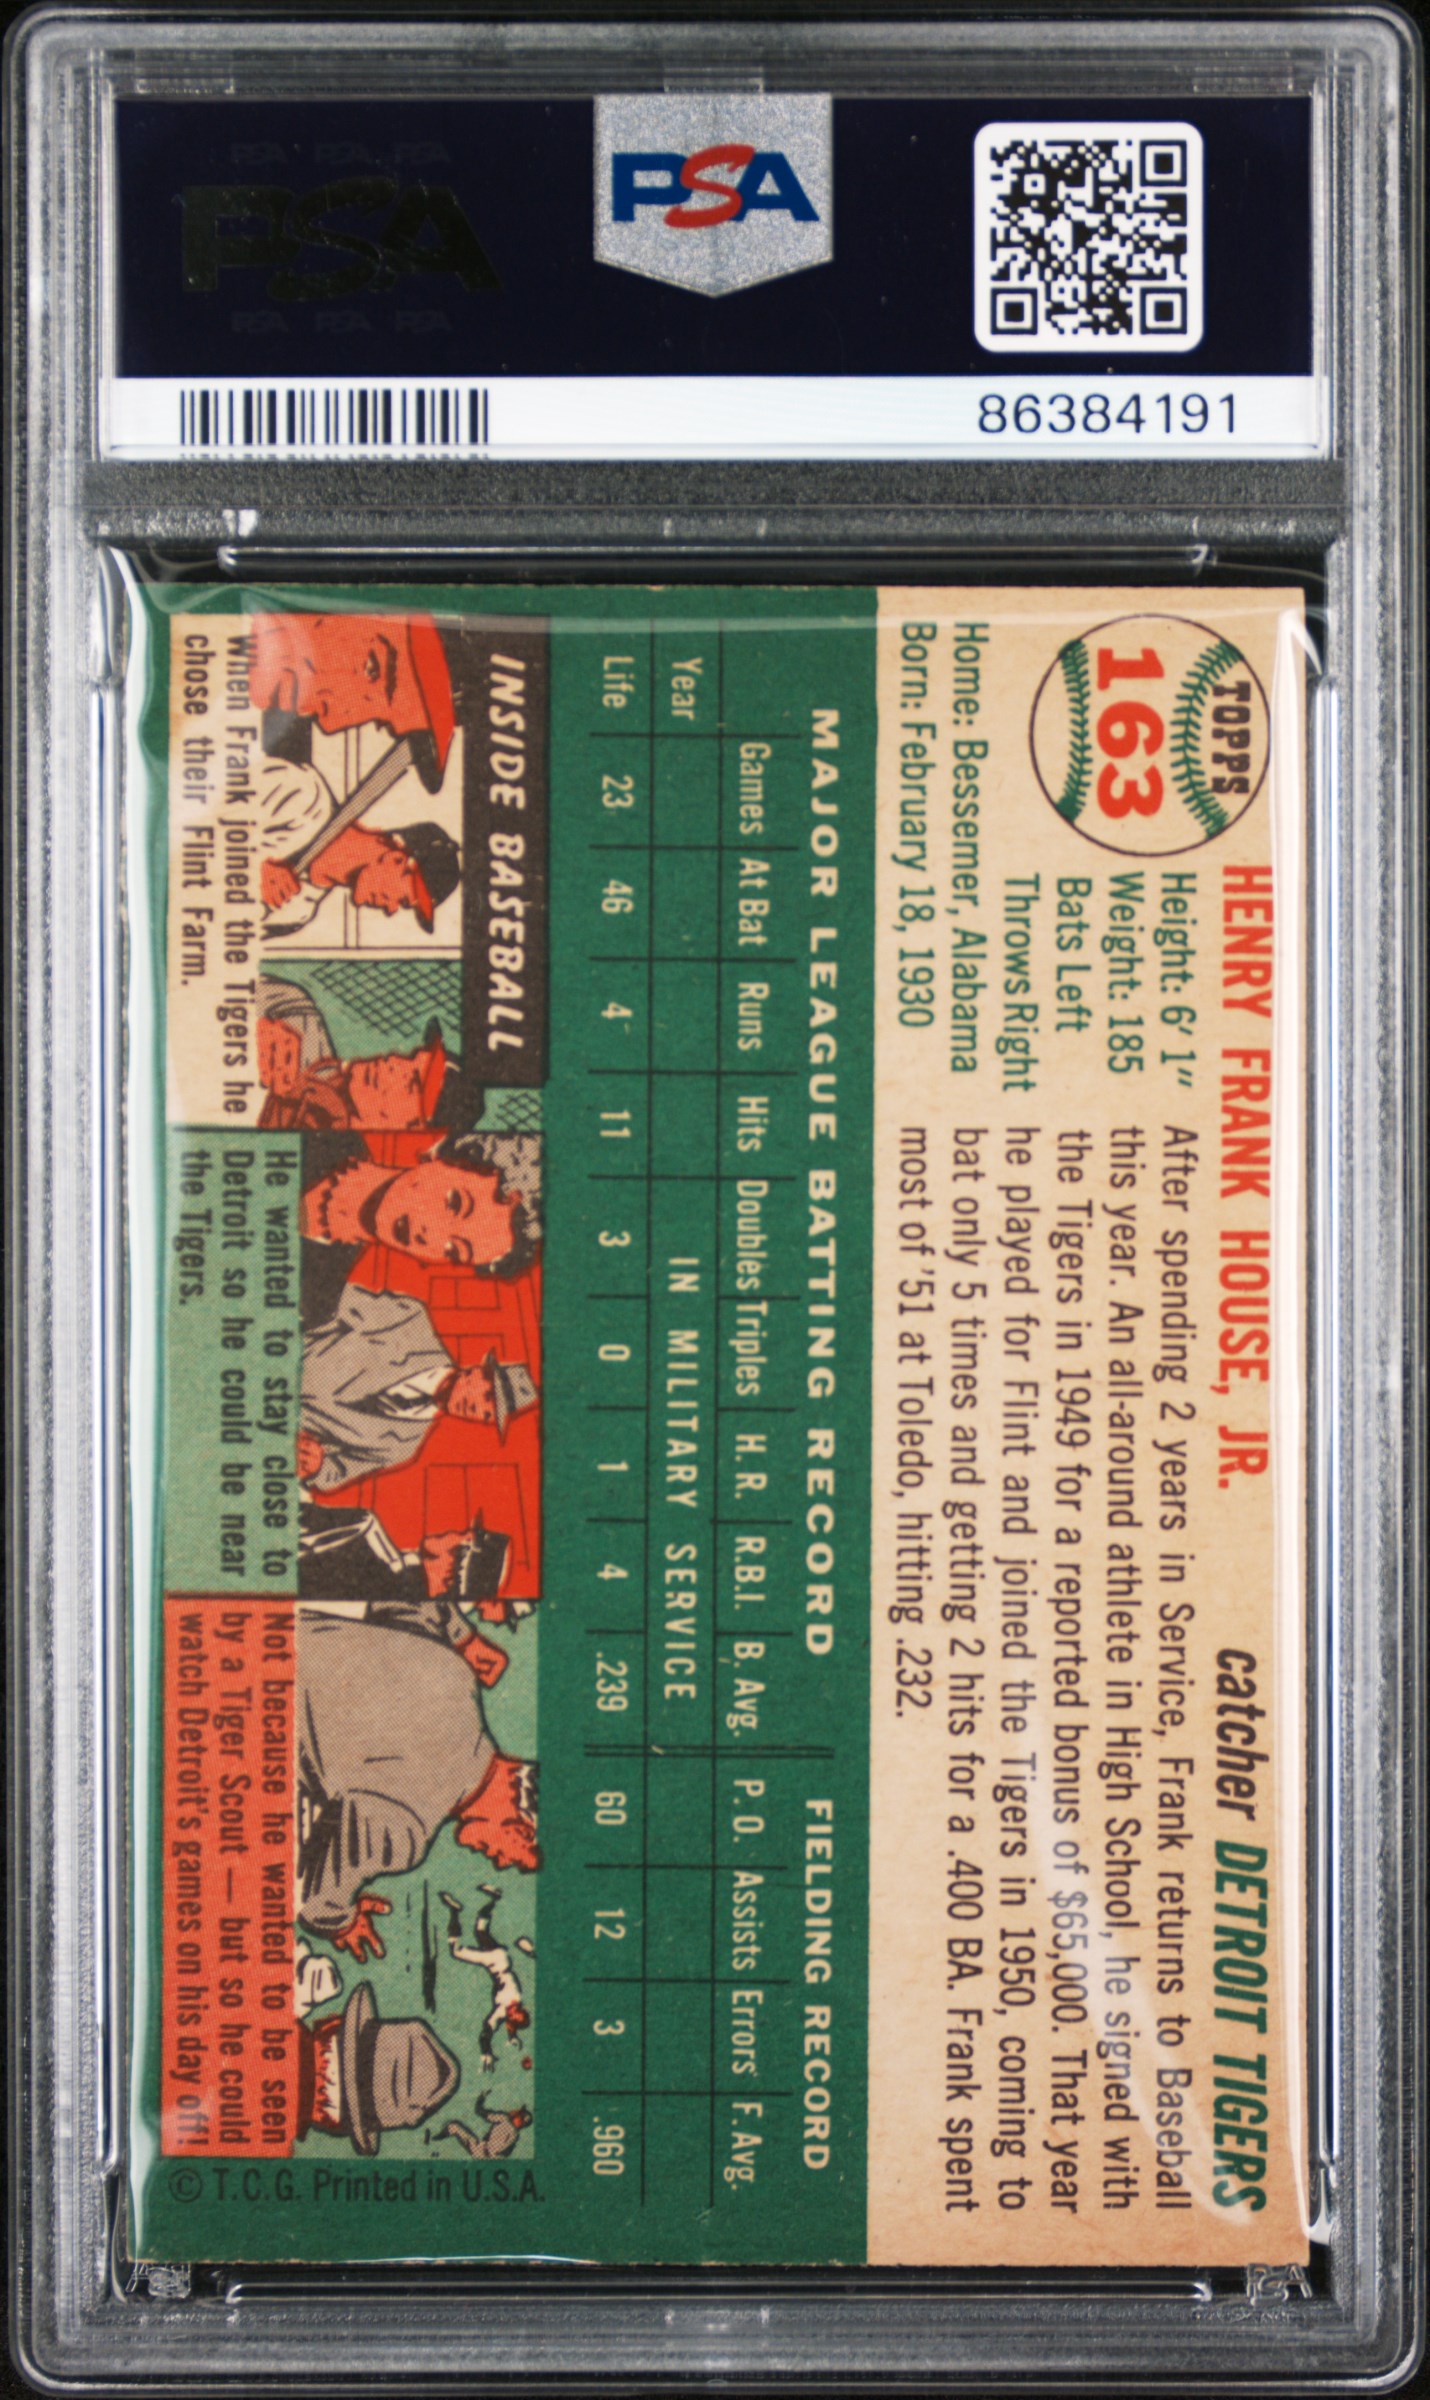 PSA PSA PSA
PSA
PSA PSA PSA
PSA
86384191
TOPPS
163
HENRY FRANK HOUSE, JR. catcher DETROIT TIGERS
Height: 6' 1"
Weight: 185
Bats Left
Throws Right
Home: Bessemer, Alabama
Born: February 18, 1930
After spending 2 years in Service, Frank returns to Baseball
this year. An all-around athlete in High School, he signed with
the Tigers in 1949 for a reported bonus of $65,000. That year
he played for Flint and joined the Tigers in 1950, coming to
bat only 5 times and getting 2 hits for a .400 BA. Frank spent
most of '51 at Toledo, hitting .232.
MAJOR LEAGUE BATTING RECORD FIELDING RECORD
Games At Bat Runs Hits Doubles Triples H.R. R.B.I. B. Avg. P.O. Assists Errors F. Avg.
Year IN MILITARY SERVICE
Life 23 46 4 11 3 0 1 4 .239 60 12 3 .960
INSIDE BASEBALL
When Frank joined the Tigers he
chose their Flint Farm.
He wanted to stay close to
Detroit so he could be near
the Tigers.
Not because he wanted to be seen
by a Tiger Scout — but so he could
watch Detroit's games on his day off!
© T.C.G. Printed in U.S.A.
PSA